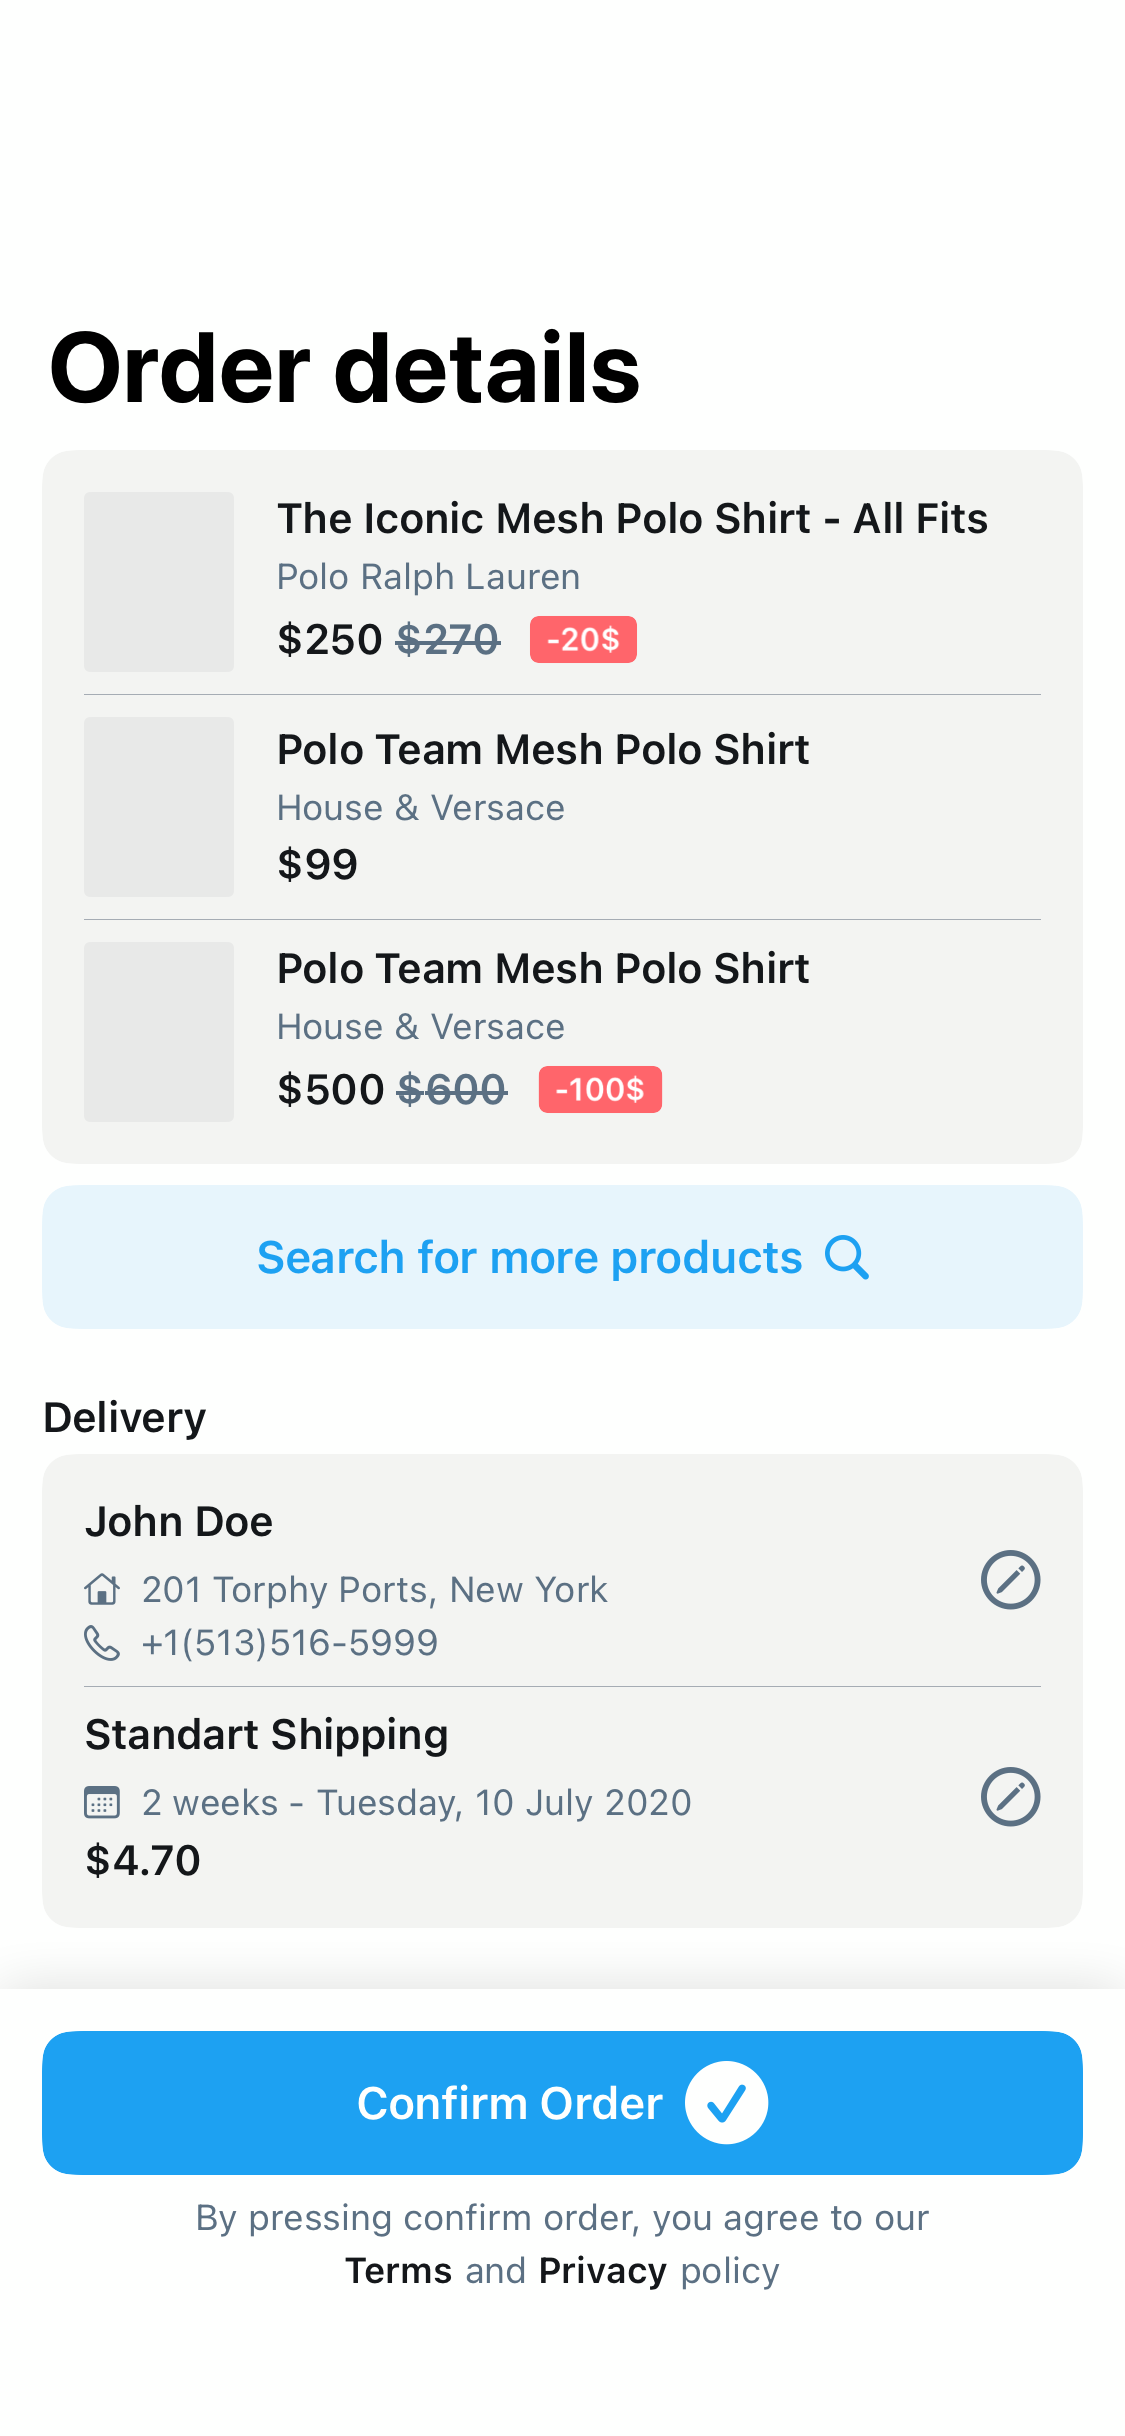 Order details
The Iconic Mesh Polo Shirt - All Fits
Polo Ralph Lauren
$250 $270 -20$
Polo Team Mesh Polo Shirt
House & Versace
$99
Polo Team Mesh Polo Shirt
House & Versace
$500 $600 -100$
Search for more products
Delivery
John Doe
201 Torphy Ports, New York
+1(513)516-5999
Standart Shipping
2 weeks - Tuesday, 10 July 2020
$4.70
Confirm Order
By pressing confirm order, you agree to our
Terms and Privacy policy